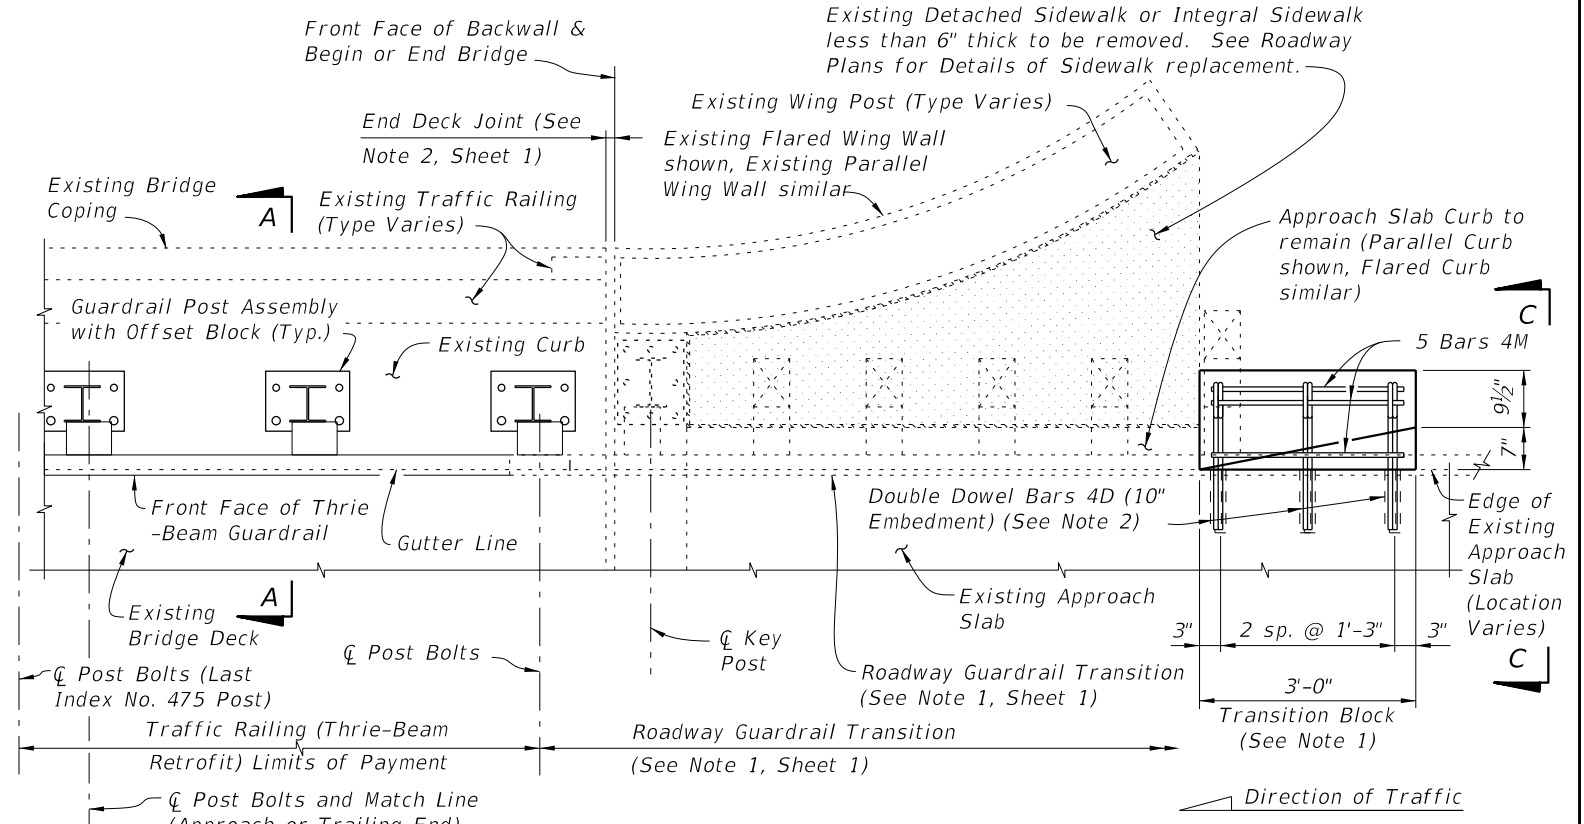 Front Face of Backwall &
Begin or End Bridge
Existing Detached Sidewalk or Integral Sidewalk
less than 6" thick to be removed. See Roadway
Plans for Details of Sidewalk replacement.
Existing Wing Post (Type Varies)
End Deck Joint (See
Note 2, Sheet 1)
Existing Flared Wing Wall
shown, Existing Parallel
Wing Wall similar
Existing Bridge
Coping
A
Existing Traffic Railing
(Type Varies)
Approach Slab Curb to
remain (Parallel Curb
shown, Flared Curb
similar)
C
Guardrail Post Assembly
with Offset Block (Typ.)
Existing Curb
5 Bars 4M
9½"
7"
Front Face of Thrie
-Beam Guardrail
Gutter Line
Double Dowel Bars 4D (10"
Embedment) (See Note 2)
Edge of
Existing
Approach
Slab
(Location
Varies)
Existing
Bridge Deck
A
Existing Approach
Slab
℄ Post Bolts
℄ Key
Post
3"
2 sp. @ 1'-3"
3"
C
℄ Post Bolts (Last
Index No. 475 Post)
Roadway Guardrail Transition
(See Note 1, Sheet 1)
3'-0"
Transition Block
(See Note 1)
Traffic Railing (Thrie-Beam
Retrofit) Limits of Payment
Roadway Guardrail Transition
(See Note 1, Sheet 1)
℄ Post Bolts and Match Line
(Approach or Trailing End)
Direction of Traffic